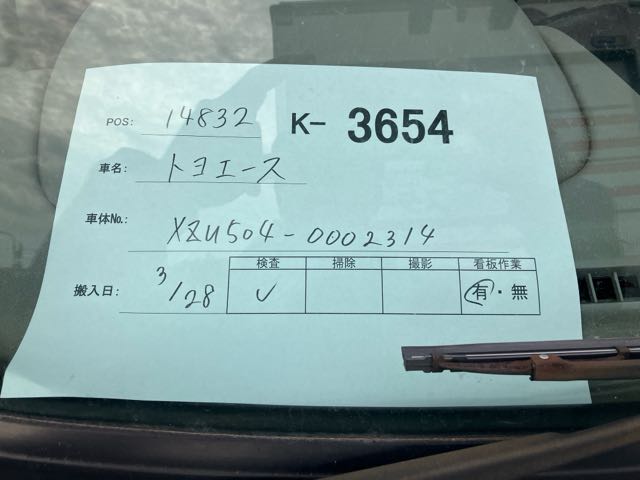 POS: 14832 K- 3654
車名: トヨエース
車体No.: XZU504-0002314
搬入日: 3/28
検査 掃除 撮影 看板作業
✓ 有・無